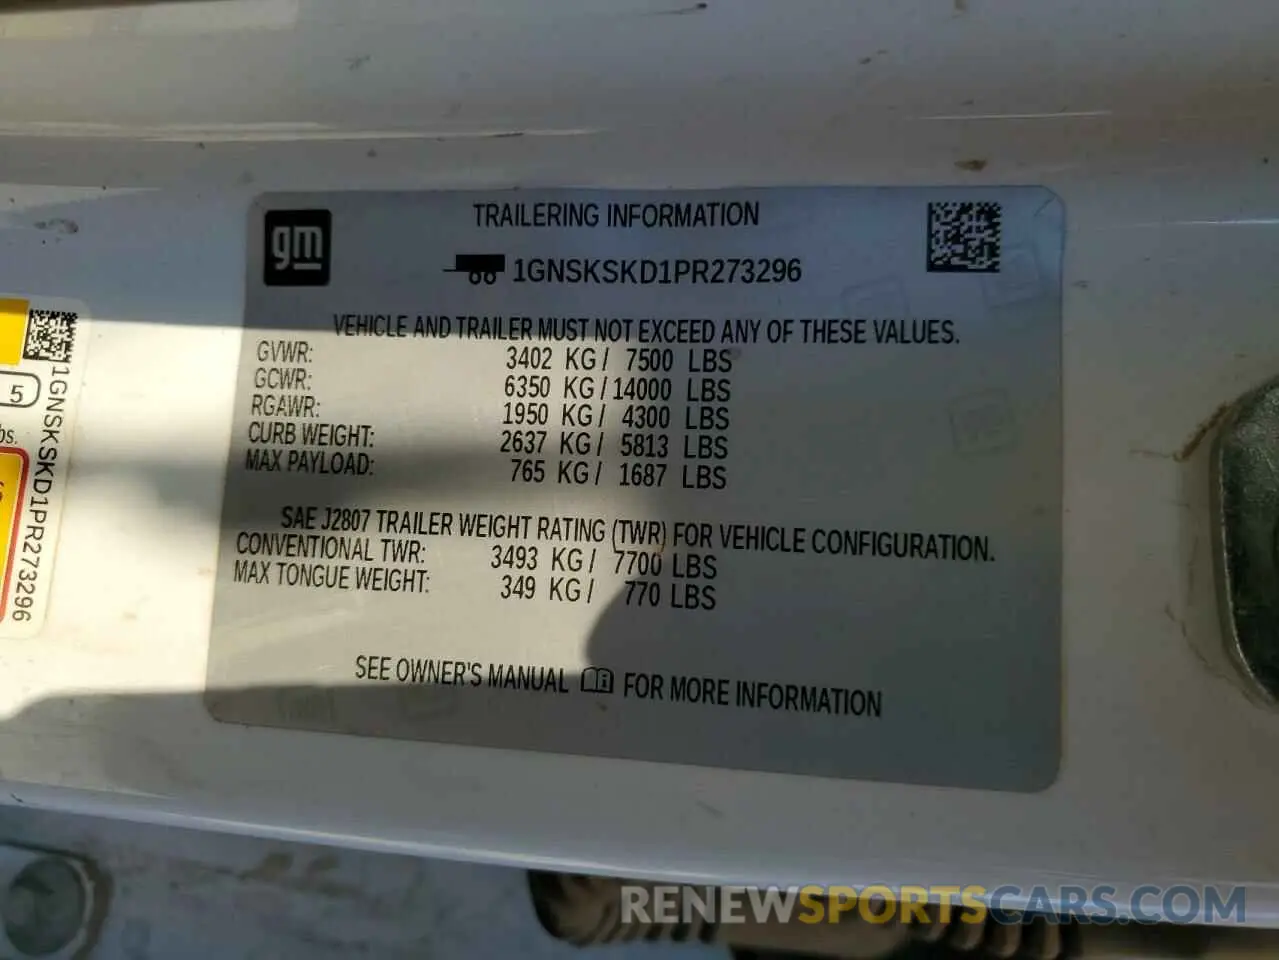 gm
TRAILERING INFORMATION
1GNSKSKD1PR273296
VEHICLE AND TRAILER MUST NOT EXCEED ANY OF THESE VALUES.
GVWR: 3402 KG / 7500 LBS
GCWR: 6350 KG / 14000 LBS
RGAWR: 1950 KG / 4300 LBS
CURB WEIGHT: 2637 KG / 5813 LBS
MAX PAYLOAD: 765 KG / 1687 LBS
SAE J2807 TRAILER WEIGHT RATING (TWR) FOR VEHICLE CONFIGURATION.
CONVENTIONAL TWR: 3493 KG / 7700 LBS
MAX TONGUE WEIGHT: 349 KG / 770 LBS
SEE OWNER'S MANUAL FOR MORE INFORMATION
5
1GNSKSKD1PR273296
RENEWSPORTSCARS.COM